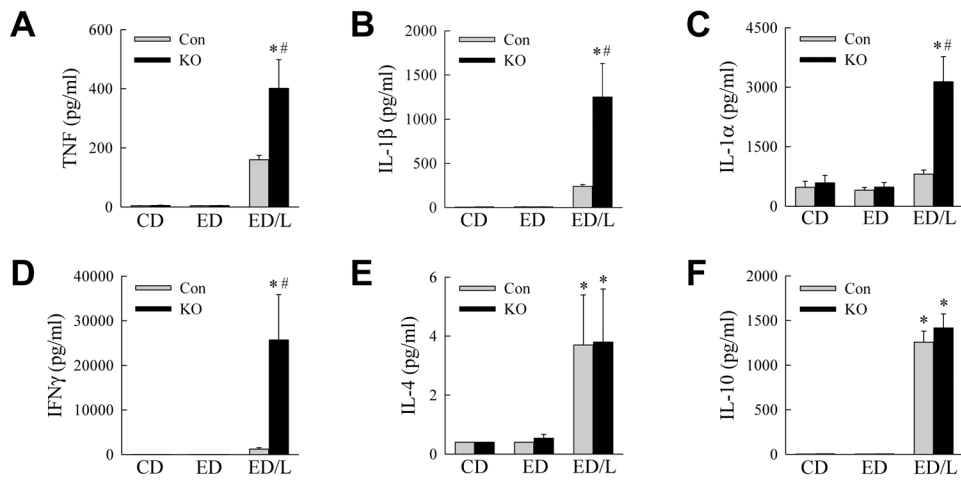 A
TNF (pg/ml)
600
400
200
0
Con
KO
*#
CD ED ED/L
B
IL-1β (pg/ml)
2000
1500
1000
500
0
Con
KO
*#
CD ED ED/L
C
IL-1α (pg/ml)
4500
3000
1500
0
Con
KO
*#
CD ED ED/L
D
IFNγ (pg/ml)
40000
30000
20000
10000
0
Con
KO
*#
CD ED ED/L
E
IL-4 (pg/ml)
6
4
2
0
Con
KO
* *
CD ED ED/L
F
IL-10 (pg/ml)
2000
1500
1000
500
0
Con
KO
* *
CD ED ED/L